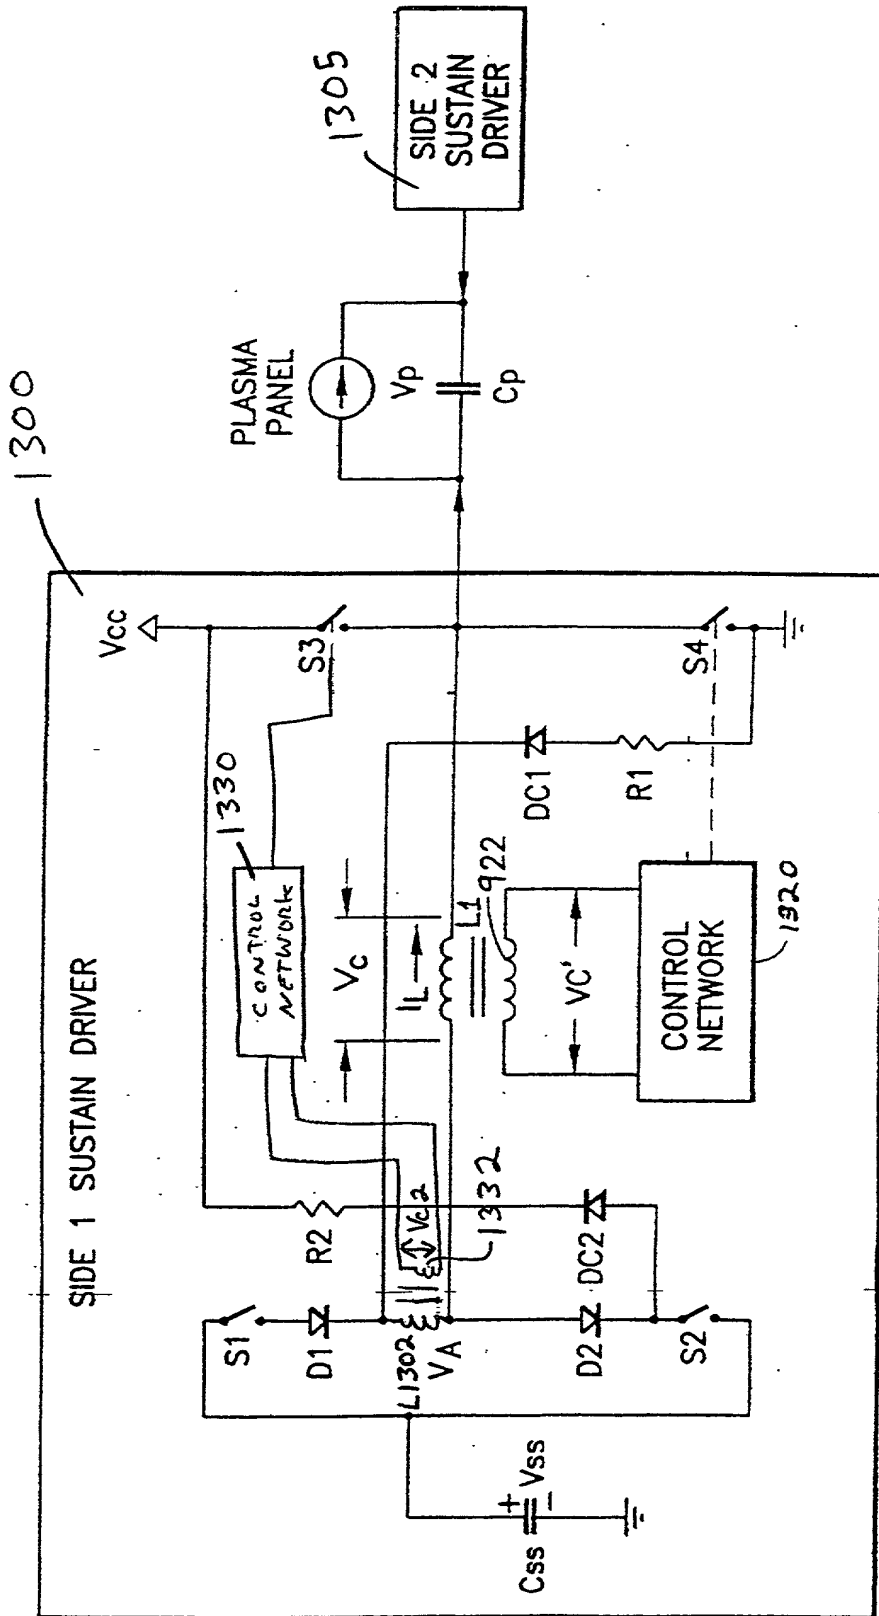 1300
SIDE 1 SUSTAIN DRIVER
Vcc
1330
CONTROL
NETWORK
S3
S1
D1
R2
Vc2
1332
L1302
VA
D2
S2
DC2
Css
+
Vss
−
Vc
IL
L1
922
VC'
CONTROL
NETWORK
1320
DC1
R1
S4
PLASMA
PANEL
Vp
Cp
1305
SIDE 2
SUSTAIN
DRIVER